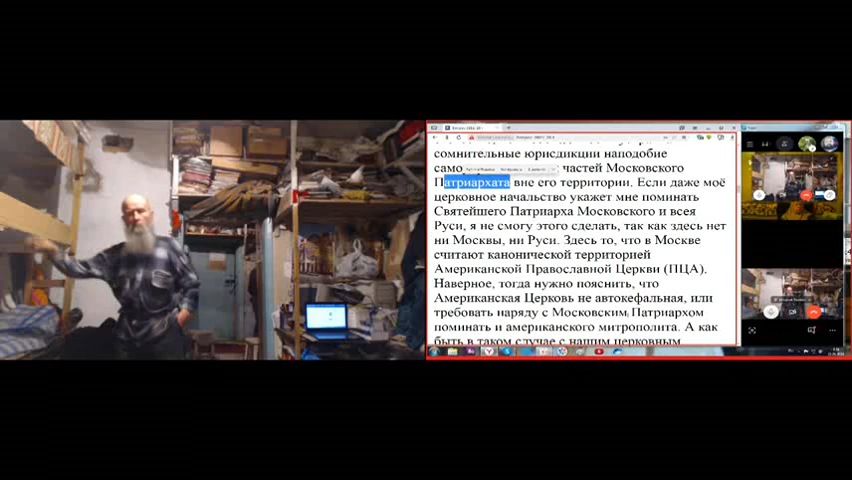 сомнительные юрисдикции наподобие
частей Московского
Патриархата вне его территории. Если даже моё
церковное начальство укажет мне поминать
Святейшего Патриарха Московского и всея
Руси, я не смогу этого сделать, так как здесь нет
ни Москвы, ни Руси. Здесь то, что в Москве
считают канонической территорией
Американской Православной Церкви (ПЦА).
Наверное, тогда нужно пояснить, что
Американская Церковь не автокефальная, или
требовать наряду с Московским Патриархом
поминать и американского митрополита. А как
быть в таком случае с нашим церковным